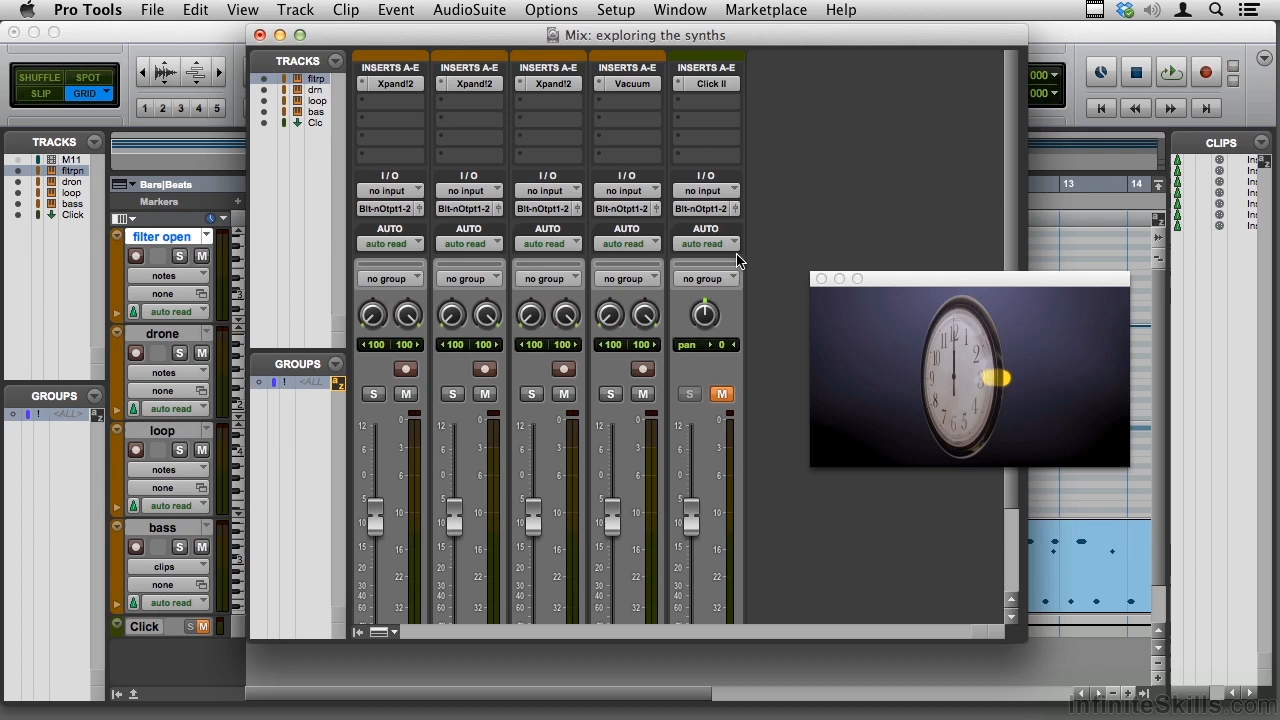 Pro Tools File Edit View Track Clip Event AudioSuite Options Setup Window Marketplace Help
Mix: exploring the synths
SHUFFLE SPOT
SLIP GRID
1 2 3 4 5
000
000
TRACKS
M11
fltrpn
dron
loop
bass
Click
GROUPS
! <ALL>
Bars|Beats
Markers
filter open
S M
notes
none
auto read
drone
S M
notes
none
auto read
loop
S M
notes
none
auto read
bass
S M
clips
none
auto read
Click S M
TRACKS
fltrp
drn
loop
bas
Clc
GROUPS
! <ALL
INSERTS A-E INSERTS A-E INSERTS A-E INSERTS A-E INSERTS A-E
Xpand!2 Xpand!2 Xpand!2 Vacuum Click II
I / O I / O I / O I / O I / O
no input no input no input no input no input
Blt-nOtpt1-2 Blt-nOtpt1-2 Blt-nOtpt1-2 Blt-nOtpt1-2 Blt-nOtpt1-2
AUTO AUTO AUTO AUTO AUTO
auto read auto read auto read auto read auto read
no group no group no group no group no group
100 100 100 100 100 100 100 100 pan 0
S M S M S M S M S M
CLIPS
13 14
InfiniteSkills.com